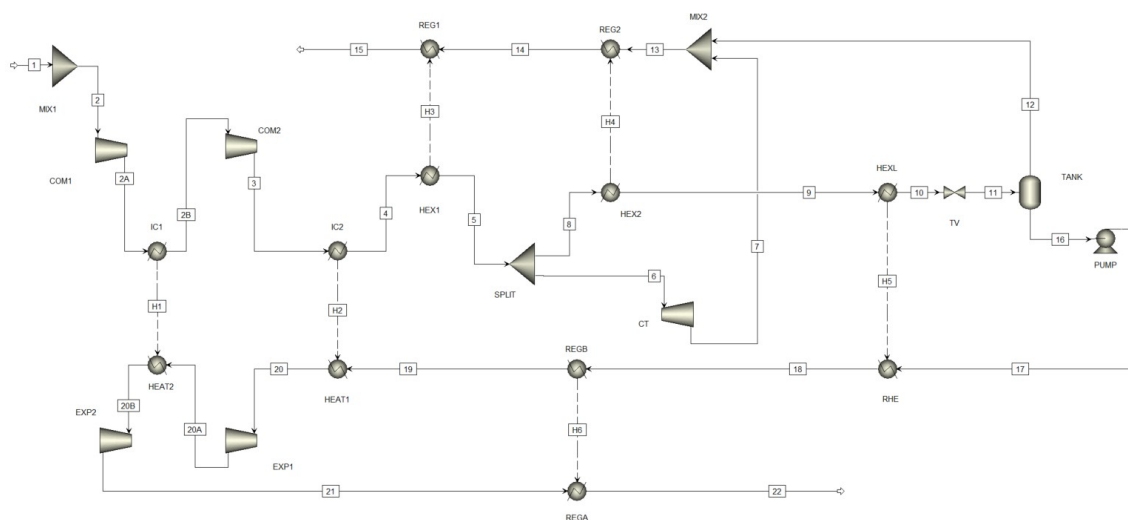 MIX2
REG1
REG2
15
14
13
1
MIX1
2
12
COM2
H3
H4
COM1
2A
2B
3
HEXL
TANK
HEX1
4
5
8
HEX2
9
10
11
TV
IC1
IC2
7
16
PUMP
SPLIT
6
H1
H2
H5
CT
REGB
20
19
18
17
HEAT2
HEAT1
RHE
20B
20A
EXP2
H6
EXP1
21
22
REGA